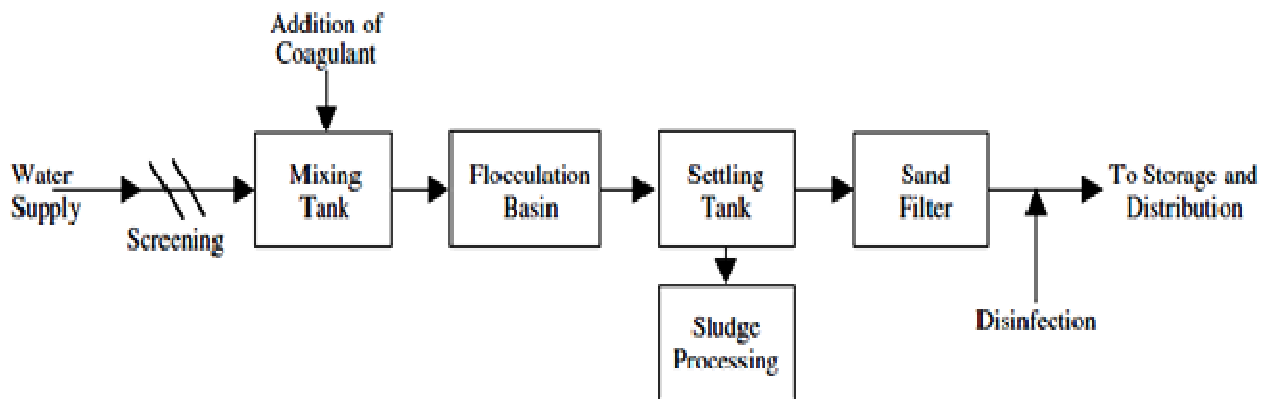 Addition of
Coagulant
Water
Supply
Screening
Mixing
Tank
Flocculation
Basin
Settling
Tank
Sand
Filter
To Storage and
Distribution
Sludge
Processing
Disinfection